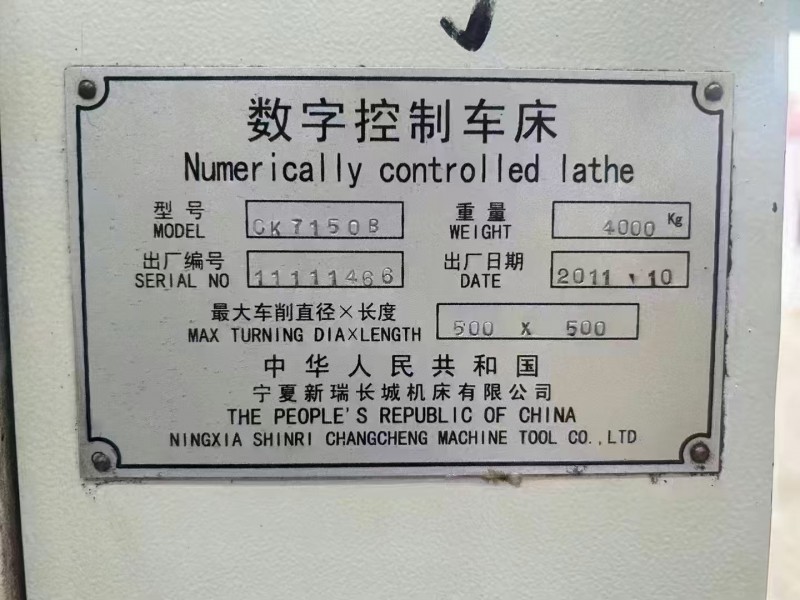 数字控制车床
Numerically controlled lathe
型号 CK7150B 重量 4000 Kg
MODEL WEIGHT
出厂编号 11111466 出厂日期 2011.10
SERIAL NO DATE
最大车削直径×长度 500 x 500
MAX TURNING DIA×LENGTH
中华人民共和国
宁夏新瑞长城机床有限公司
THE PEOPLE'S REPUBLIC OF CHINA
NINGXIA SHINRI CHANGCHENG MACHINE TOOL CO.,LTD